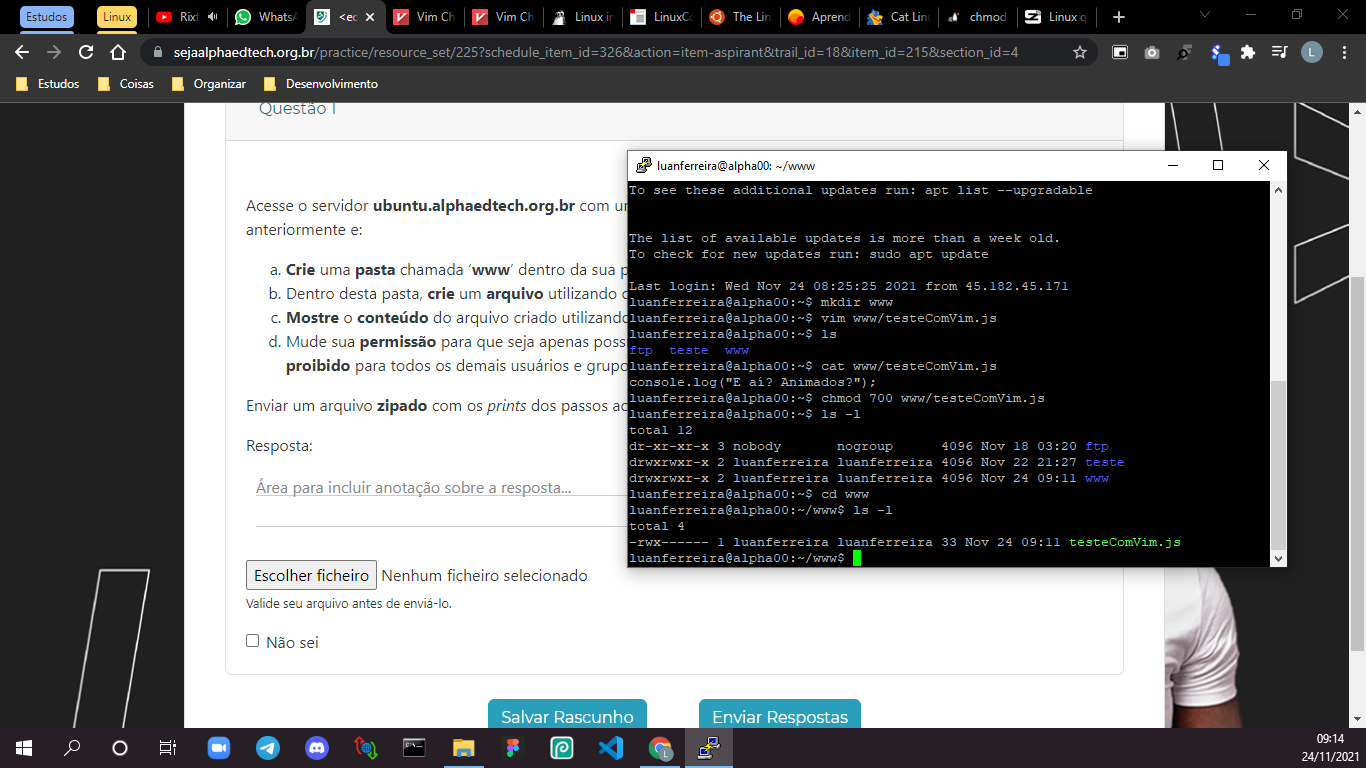 Estudos
Linux
Rixt
WhatsA
<ec
Vim Ch
Vim Ch
Linux in
LinuxCo
The Lin
Aprend
Cat Lin
chmod
Linux q
sejaalphaedtech.org.br/practice/resource_set/225?schedule_item_id=326&action=item-aspirant&trail_id=18&item_id=215&section_id=4
L
Estudos
Coisas
Organizar
Desenvolvimento
Questão 1
Acesse o servidor ubuntu.alphaedtech.org.br com um
anteriormente e:
a. Crie uma pasta chamada ‘www’ dentro da sua p
b. Dentro desta pasta, crie um arquivo utilizando o
c. Mostre o conteúdo do arquivo criado utilizando
d. Mude sua permissão para que seja apenas poss
proibido para todos os demais usuários e grupo
Enviar um arquivo zipado com os prints dos passos ac
Resposta:
Área para incluir anotação sobre a resposta...
Escolher ficheiro Nenhum ficheiro selecionado
Valide seu arquivo antes de enviá-lo.
Não sei
Salvar Rascunho
Enviar Respostas
luanferreira@alpha00: ~/www
To see these additional updates run: apt list --upgradable
The list of available updates is more than a week old.
To check for new updates run: sudo apt update
Last login: Wed Nov 24 08:25:25 2021 from 45.182.45.171
luanferreira@alpha00:~$ mkdir www
luanferreira@alpha00:~$ vim www/testeComVim.js
luanferreira@alpha00:~$ ls
ftp  teste  www
luanferreira@alpha00:~$ cat www/testeComVim.js
console.log("E aí? Animados?");
luanferreira@alpha00:~$ chmod 700 www/testeComVim.js
luanferreira@alpha00:~$ ls -l
total 12
dr-xr-xr-x 3 nobody       nogroup      4096 Nov 18 03:20 ftp
drwxrwxr-x 2 luanferreira luanferreira 4096 Nov 22 21:27 teste
drwxrwxr-x 2 luanferreira luanferreira 4096 Nov 24 09:11 www
luanferreira@alpha00:~$ cd www
luanferreira@alpha00:~/www$ ls -l
total 4
-rwx------ 1 luanferreira luanferreira 33 Nov 24 09:11 testeComVim.js
luanferreira@alpha00:~/www$
09:14
24/11/2021